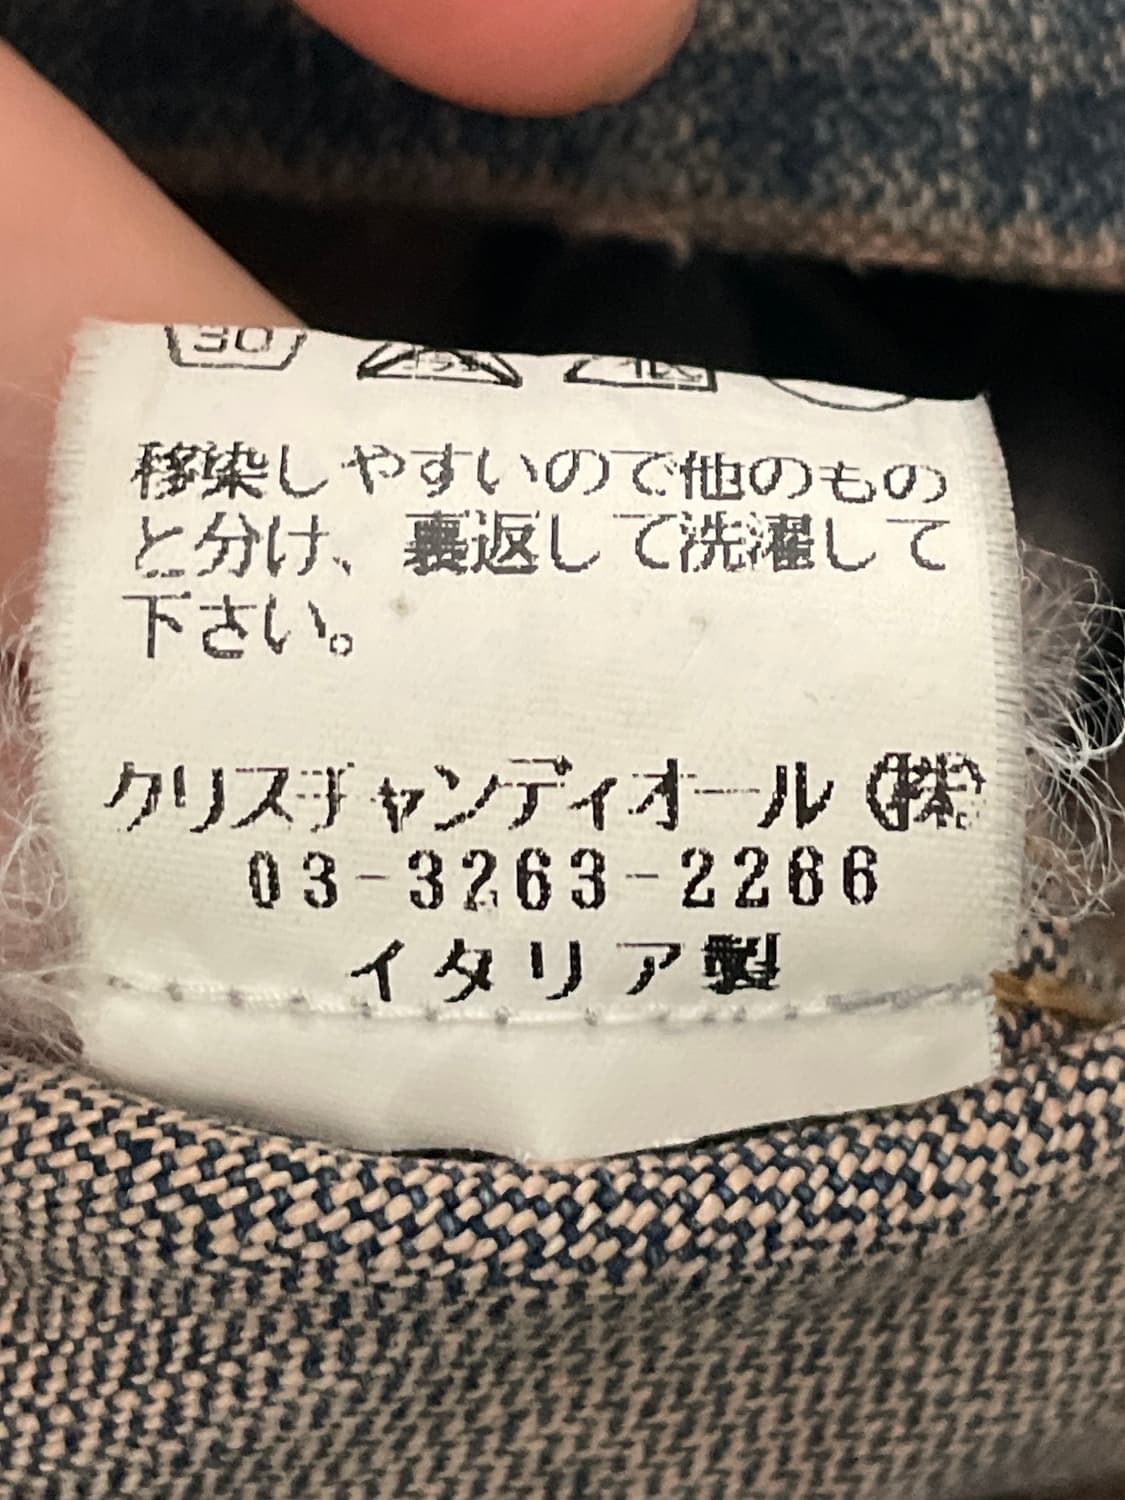 30
移染しやすいので他のもの
と分け、裏返して洗濯して
下さい。
クリスチャンディオール(株)
03-3263-2266
イタリア製